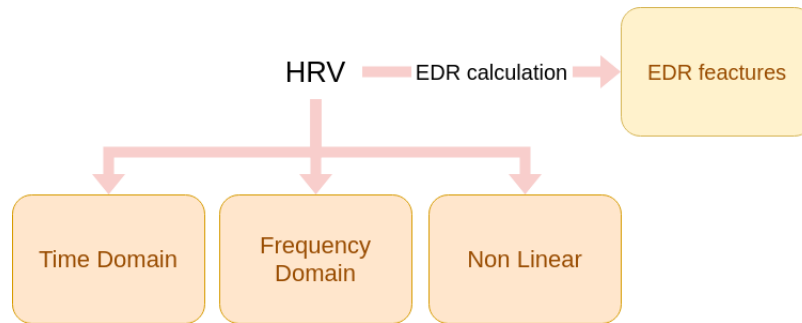 HRV
EDR calculation
EDR feactures
Time Domain
Frequency
Domain
Non Linear